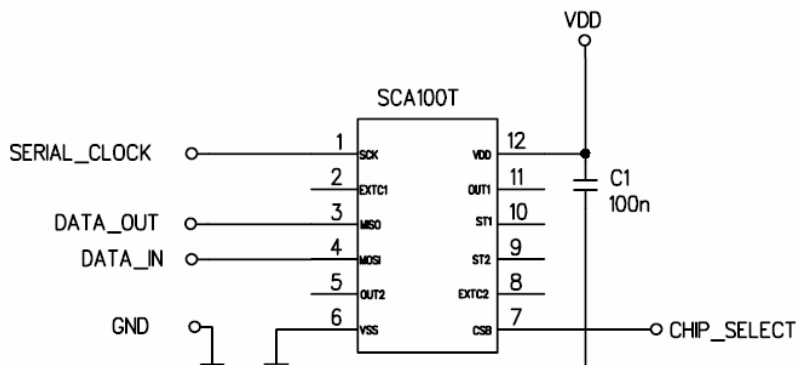 VDD
SCA100T
SERIAL_CLOCK 1 SCK VDD 12
2 EXTC1 OUT1 11 C1
100n
DATA_OUT 3 MISO ST1 10
DATA_IN 4 MOSI ST2 9
5 OUT2 EXTC2 8
GND 6 VSS CSB 7 CHIP_SELECT